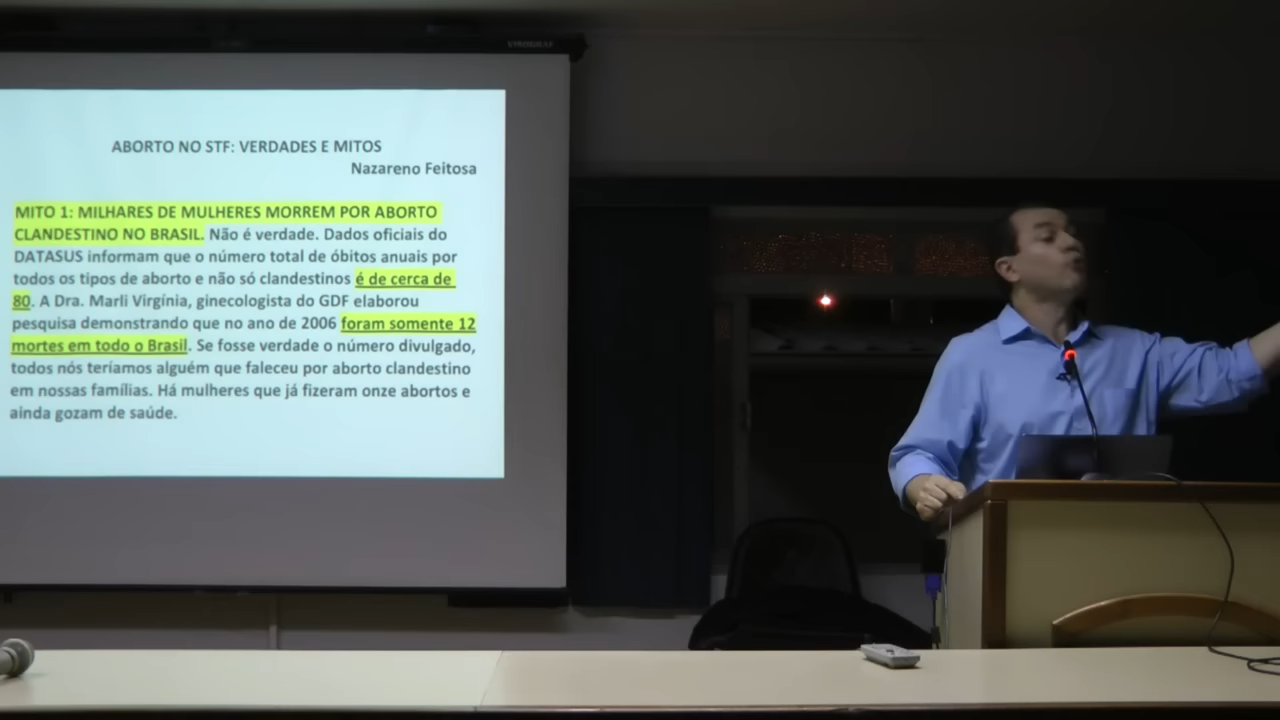 ABORTO NO STF: VERDADES E MITOS
Nazareno Feitosa
MITO 1: MILHARES DE MULHERES MORREM POR ABORTO
CLANDESTINO NO BRASIL. Não é verdade. Dados oficiais do
DATASUS informam que o número total de óbitos anuais por
todos os tipos de aborto e não só clandestinos é de cerca de
80. A Dra. Marli Virgínia, ginecologista do GDF elaborou
pesquisa demonstrando que no ano de 2006 foram somente 12
mortes em todo o Brasil. Se fosse verdade o número divulgado,
todos nós teríamos alguém que faleceu por aborto clandestino
em nossas famílias. Há mulheres que já fizeram onze abortos e
ainda gozam de saúde.